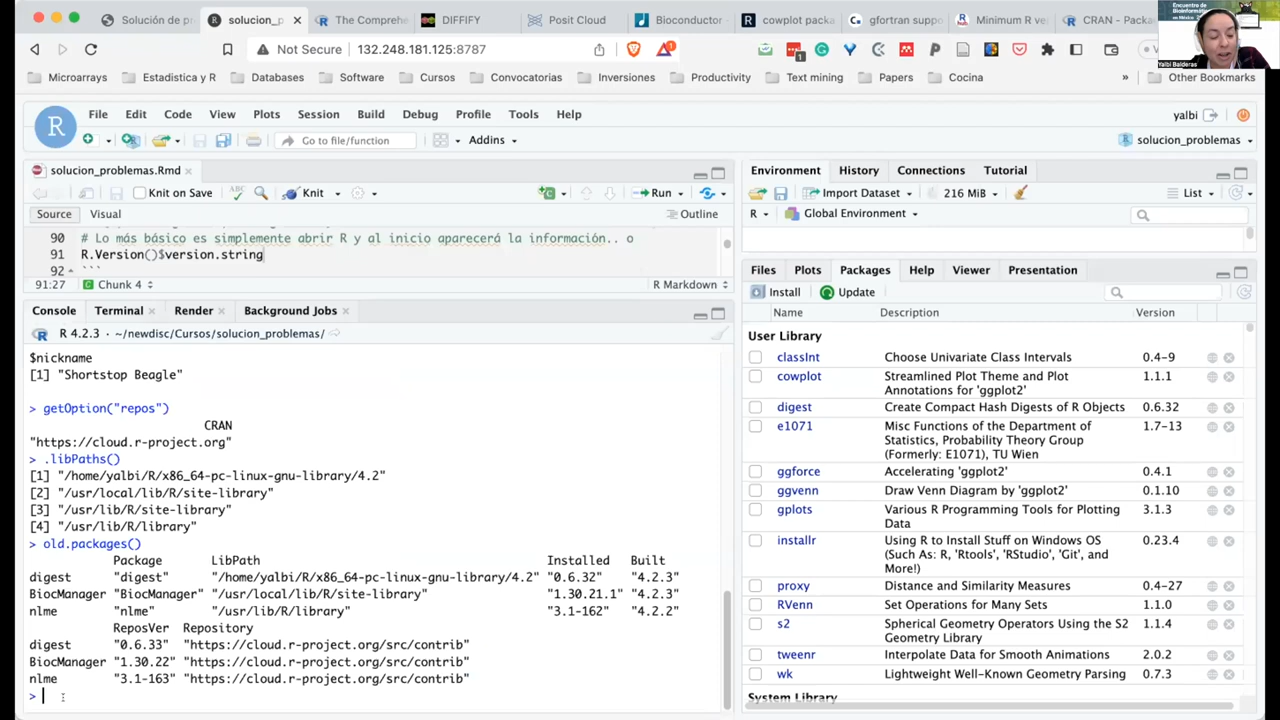 Solución de pr
solucion_p
The Comprehe
DIFFIFY
Posit Cloud
Bioconductor
cowplot pack
gfortran supp
Minimum R ve
CRAN - Packa
Encuentro de
Bioinformática
en México
Yalbi Balderas
Not Secure
132.248.181.125:8787
Microarrays
Estadistica y R
Databases
Software
Cursos
Convocatorias
Inversiones
Productivity
Text mining
Papers
Cocina
»
Other Bookmarks
File Edit Code View Plots Session Build Debug Profile Tools Help
yalbi
Go to file/function
Addins
solucion_problemas
solucion_problemas.Rmd
Knit on Save
Knit
Run
Source Visual
Outline
90 # Lo más básico es simplemente abrir R y al inicio aparecerá la información.. o
91 R.Version()$version.string
92 ```
91:27 Chunk 4 R Markdown
Console Terminal Render Background Jobs
R 4.2.3 · ~/newdisc/Cursos/solucion_problemas/
$nickname
[1] "Shortstop Beagle"
> getOption("repos")
CRAN
"https://cloud.r-project.org"
> .libPaths()
[1] "/home/yalbi/R/x86_64-pc-linux-gnu-library/4.2"
[2] "/usr/local/lib/R/site-library"
[3] "/usr/lib/R/site-library"
[4] "/usr/lib/R/library"
> old.packages()
Package LibPath Installed Built
digest "digest" "/home/yalbi/R/x86_64-pc-linux-gnu-library/4.2" "0.6.32" "4.2.3"
BiocManager "BiocManager" "/usr/local/lib/R/site-library" "1.30.21.1" "4.2.3"
nlme "nlme" "/usr/lib/R/library" "3.1-162" "4.2.2"
ReposVer Repository
digest "0.6.33" "https://cloud.r-project.org/src/contrib"
BiocManager "1.30.22" "https://cloud.r-project.org/src/contrib"
nlme "3.1-163" "https://cloud.r-project.org/src/contrib"
>
Environment History Connections Tutorial
Import Dataset 216 MiB List
R Global Environment
Files Plots Packages Help Viewer Presentation
Install Update
Name Description Version
User Library
classInt Choose Univariate Class Intervals 0.4-9
cowplot Streamlined Plot Theme and Plot 1.1.1
Annotations for 'ggplot2'
digest Create Compact Hash Digests of R Objects 0.6.32
e1071 Misc Functions of the Department of 1.7-13
Statistics, Probability Theory Group
(Formerly: E1071), TU Wien
ggforce Accelerating 'ggplot2' 0.4.1
ggvenn Draw Venn Diagram by 'ggplot2' 0.1.10
gplots Various R Programming Tools for Plotting 3.1.3
Data
installr Using R to Install Stuff on Windows OS 0.23.4
(Such As: R, 'Rtools', 'RStudio', 'Git', and
More!)
proxy Distance and Similarity Measures 0.4-27
RVenn Set Operations for Many Sets 1.1.0
s2 Spherical Geometry Operators Using the S2 1.1.4
Geometry Library
tweenr Interpolate Data for Smooth Animations 2.0.2
wk Lightweight Well-Known Geometry Parsing 0.7.3
System Library